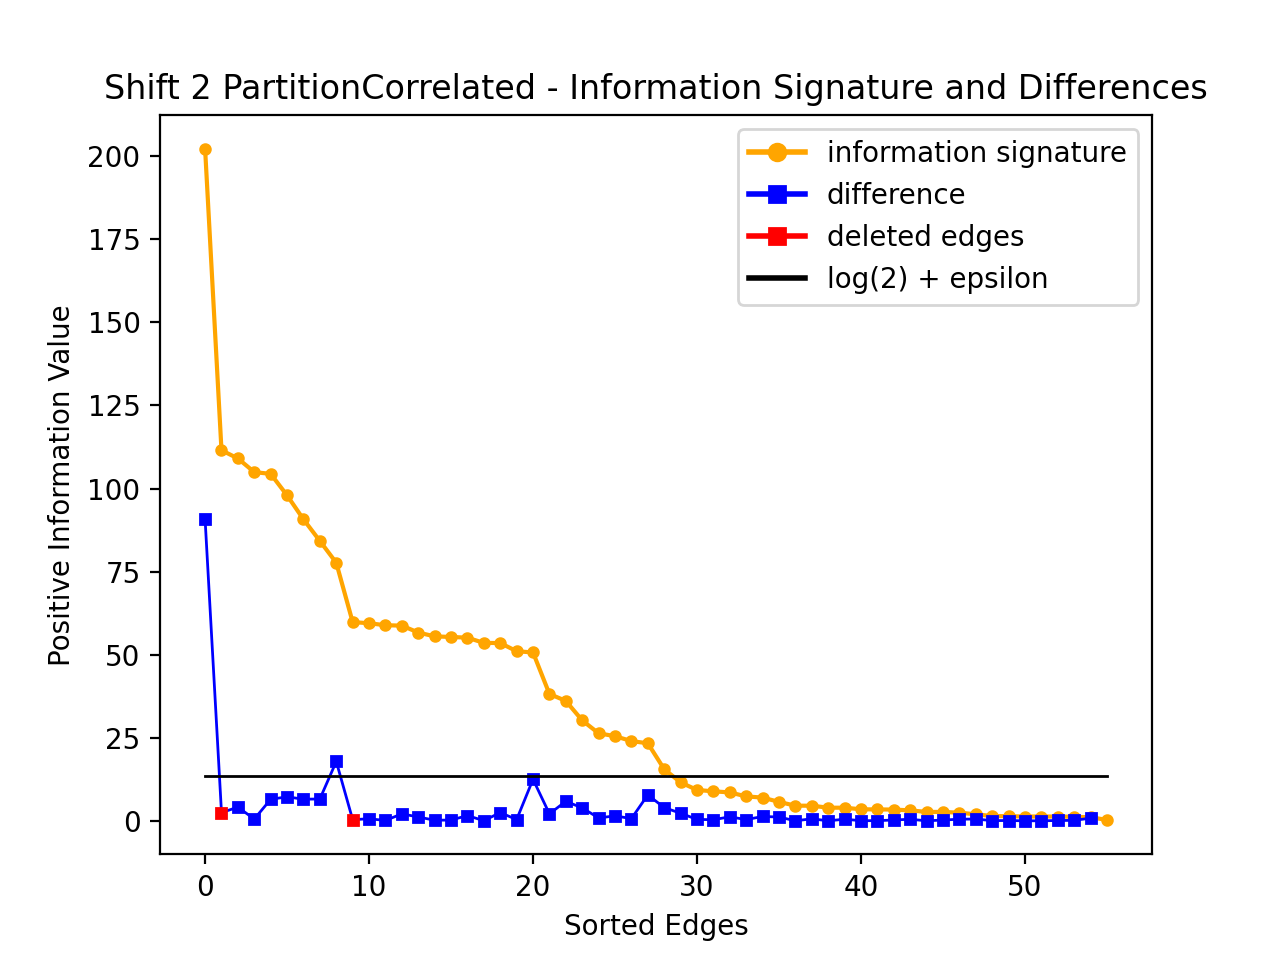 Shift 2 PartitionCorrelated - Information Signature and Differences
information signature
difference
deleted edges
log(2) + epsilon
Positive Information Value
200
175
150
125
100
75
50
25
0
0 10 20 30 40 50
Sorted Edges